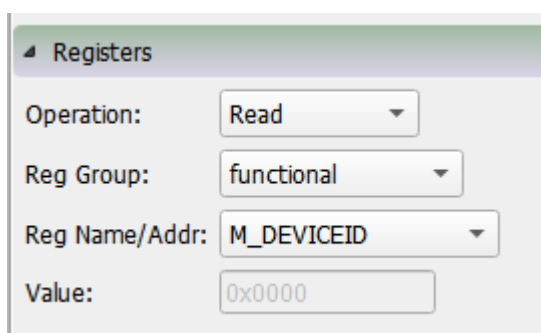 Registers
Operation: Read
Reg Group: functional
Reg Name/Addr: M_DEVICEID
Value: 0x0000